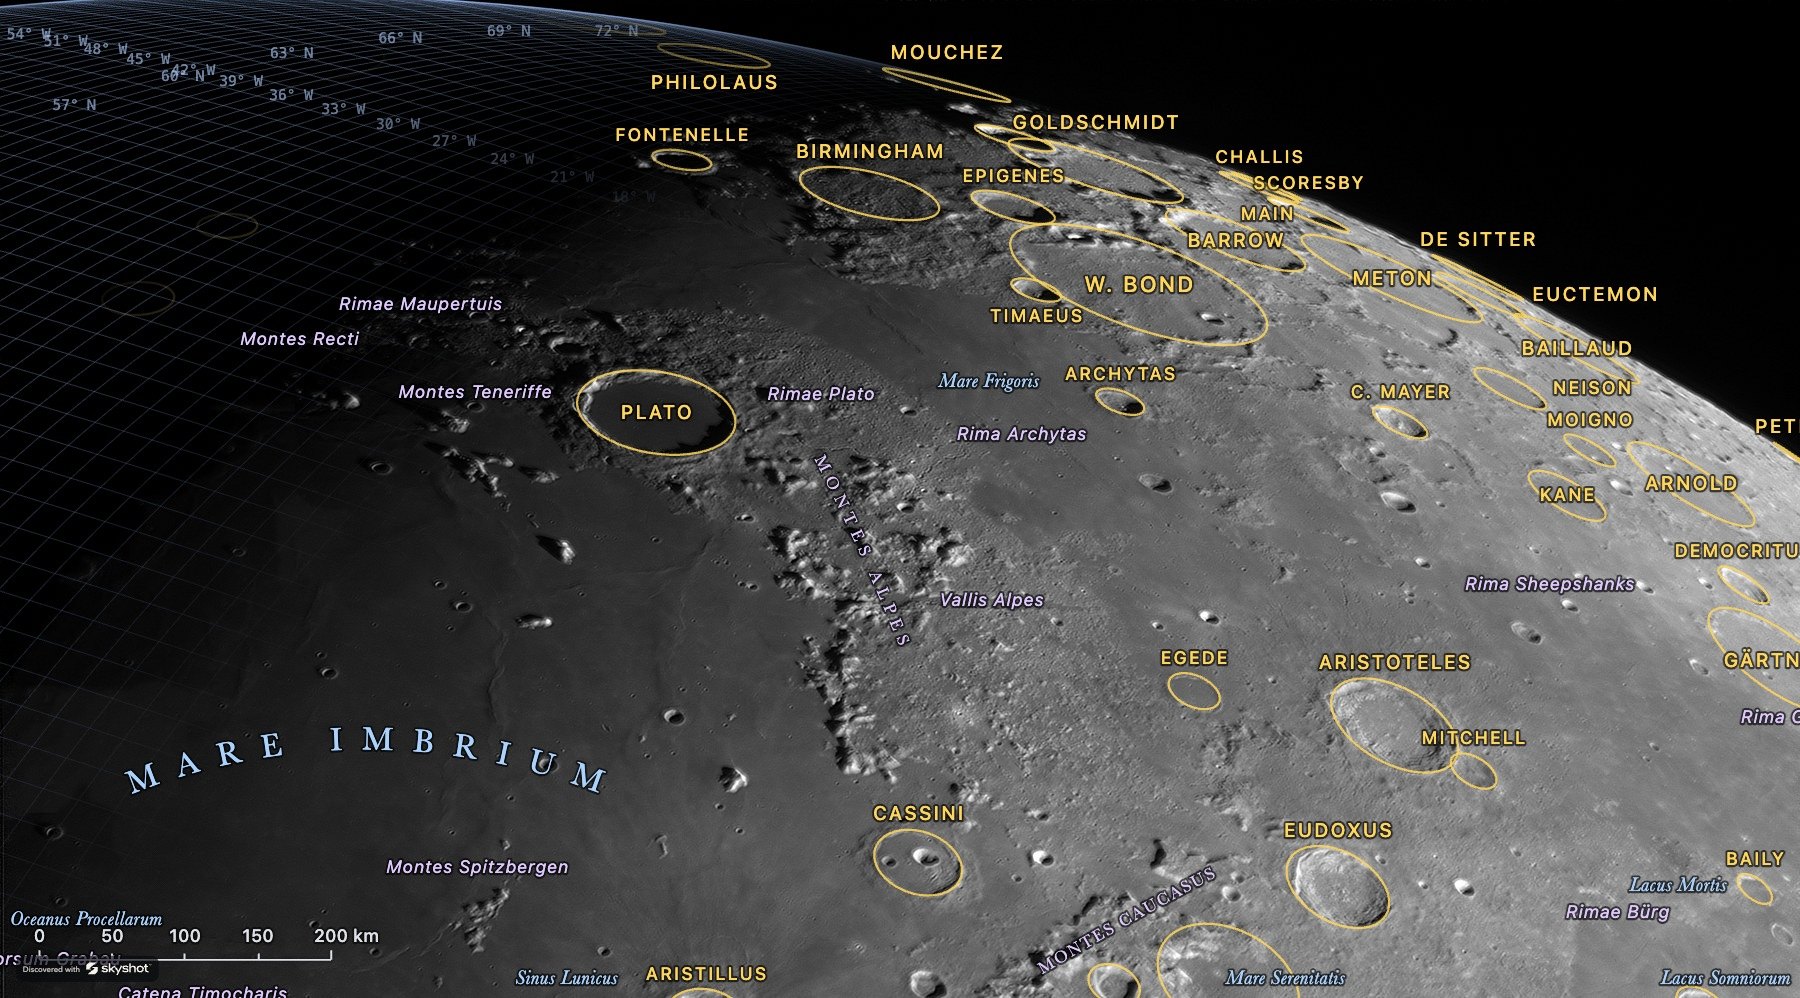 54° W
51° W
48° W
45° W
42° W
60° N
39° W
36° W
33° W
30° W
27° W
24° W
21° W
18° W
57° N
63° N
66° N
69° N
72° N
MOUCHEZ
PHILOLAUS
GOLDSCHMIDT
FONTENELLE
BIRMINGHAM
CHALLIS
EPIGENES
SCORESBY
MAIN
BARROW
DE SITTER
METON
W. BOND
EUCTEMON
Rimae Maupertuis
TIMAEUS
Montes Recti
BAILLAUD
Mare Frigoris
ARCHYTAS
Montes Teneriffe
Rimae Plato
C. MAYER
NEISON
PLATO
MOIGNO
PET
Rima Archytas
ARNOLD
KANE
MONTES ALPES
DEMOCRITU
Rima Sheepshanks
Vallis Alpes
EGEDE
ARISTOTELES
GÄRTN
Rima G
MARE IMBRIUM
MITCHELL
CASSINI
EUDOXUS
BAILY
Montes Spitzbergen
Lacus Mortis
MONTES CAUCASUS
Rimae Bürg
Oceanus Procellarum
0 50 100 150 200 km
orsum Grabau
Discovered with skyshot
Sinus Lunicus
ARISTILLUS
Mare Serenitatis
Lacus Somniorum
Catena Timocharis